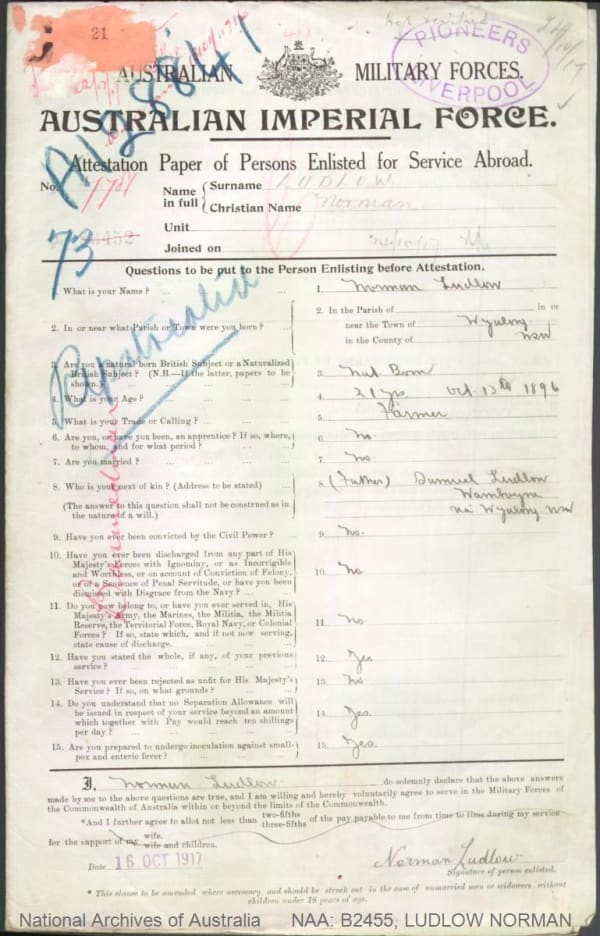 21
PIONEERS
LIVERPOOL
AUSTRALIAN MILITARY FORCES.
AUSTRALIAN IMPERIAL FORCE.
Attestation Paper of Persons Enlisted for Service Abroad.
No. 1781
Name in full
Surname LUDLOW
Christian Name Norman
Unit
Joined on 16/10/17
73
Repatriated
Questions to be put to the Person Enlisting before Attestation.
1. What is your Name? ... 1. Norman Ludlow
2. In or near what Parish or Town were you born? ... 2. In the Parish of in or
near the Town of Wyalong
in the County of NSW
3. Are you a natural born British Subject or a Naturalized
British Subject? (N.B.—If the latter, papers to be
shown.) 3. Nat Born
4. What is your Age? ... 4. 21 yrs Oct 13th 1896
5. What is your Trade or Calling? ... 5. Farmer
6. Are you, or have you been, an apprentice? If so, where,
to whom, and for what period? 6. No.
7. Are you married? ... 7. No.
8. Who is your next of kin? (Address to be stated) ... 8. (Father) Samuel Ludlow
Wamboyne
via Wyalong NSW
(The answer to this question shall not be construed as in
the nature of a will.)
9. Have you ever been convicted by the Civil Power? ... 9. No.
10. Have you ever been discharged from any part of His
Majesty's Forces with Ignominy, or as Incorrigible
and Worthless, or on account of Conviction of Felony,
or of a Sentence of Penal Servitude, or have you been
dismissed with Disgrace from the Navy? ... 10. No.
11. Do you now belong to, or have you ever served in, His
Majesty's Army, the Marines, the Militia, the Militia
Reserve, the Territorial Force, Royal Navy, or Colonial
Forces? If so, state which, and if not now serving,
state cause of discharge. 11. No.
12. Have you stated the whole, if any, of your previous
service? 12. Yes
13. Have you ever been rejected as unfit for His Majesty's
Service? If so, on what grounds? 13. No
14. Do you understand that no Separation Allowance will
be issued in respect of your service beyond an amount
which together with Pay would reach ten shillings
per day? 14. Yes.
15. Are you prepared to undergo inoculation against small-
pox and enteric fever? 15. Yes.
I, Norman Ludlow do solemnly declare that the above answers
made by me to the above questions are true, and I am willing and hereby voluntarily agree to serve in the Military Forces of
the Commonwealth of Australia within or beyond the limits of the Commonwealth.
*And I further agree to allot not less than two-fifths three-fifths of the pay payable to me from time to time during my service
for the support of my wife. wife and children.
Date 16 OCT 1917
Norman Ludlow
Signature of person enlisted.
* This clause to be amended where necessary and should be struck out in the case of unmarried men or widowers without
children under 18 years of age.
National Archives of Australia NAA: B2455, LUDLOW NORMAN